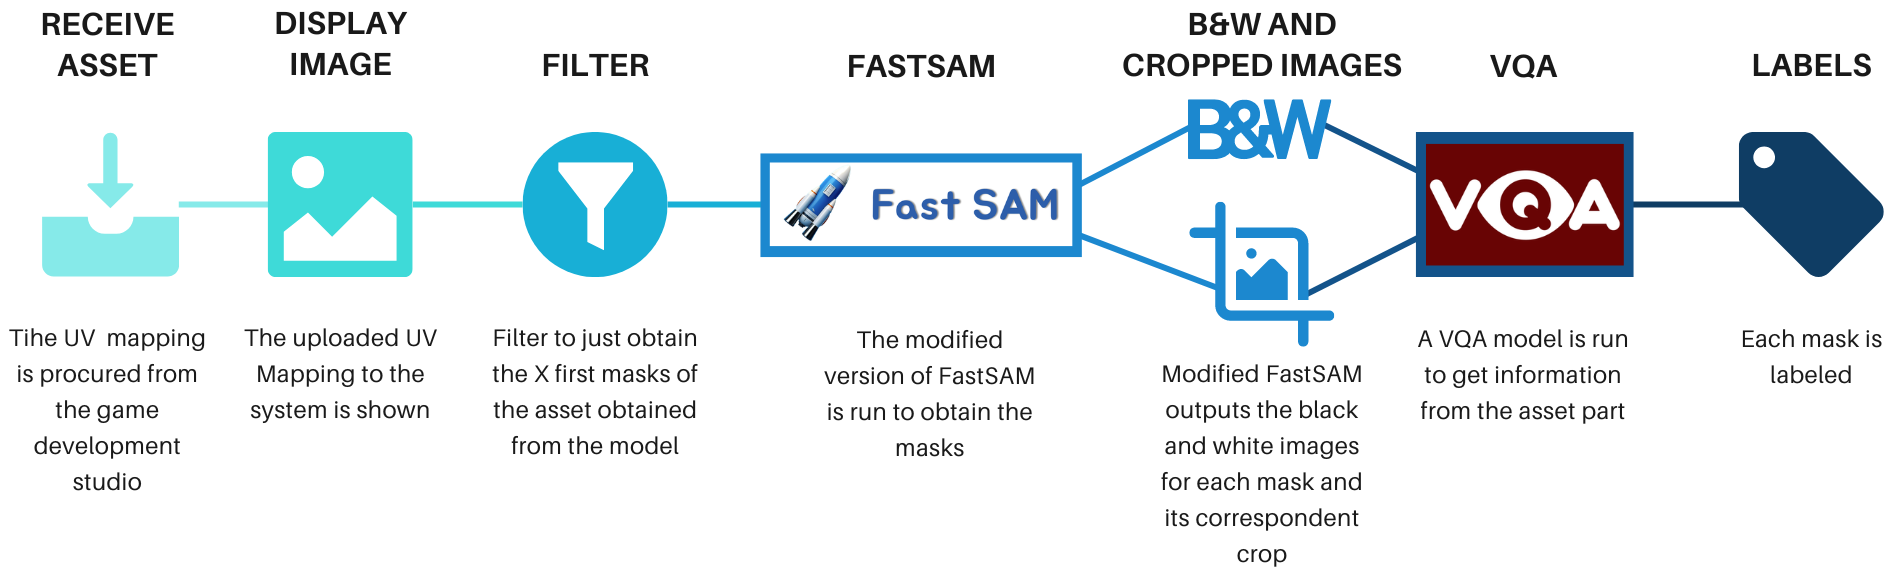 RECEIVE
ASSET
DISPLAY
IMAGE
FILTER
FASTSAM
B&W AND
CROPPED IMAGES
VQA
LABELS
Fast SAM
B&W
VQA
Tihe UV  mapping
is procured from
the game
development
studio
The uploaded UV
Mapping to the
system is shown
Filter to just obtain
the X first masks of
the asset obtained
from the model
The modified
version of FastSAM
is run to obtain the
masks
Modified FastSAM
outputs the black
and white images
for each mask and
its correspondent
crop
A VQA model is run
to get information
from the asset part
Each mask is
labeled